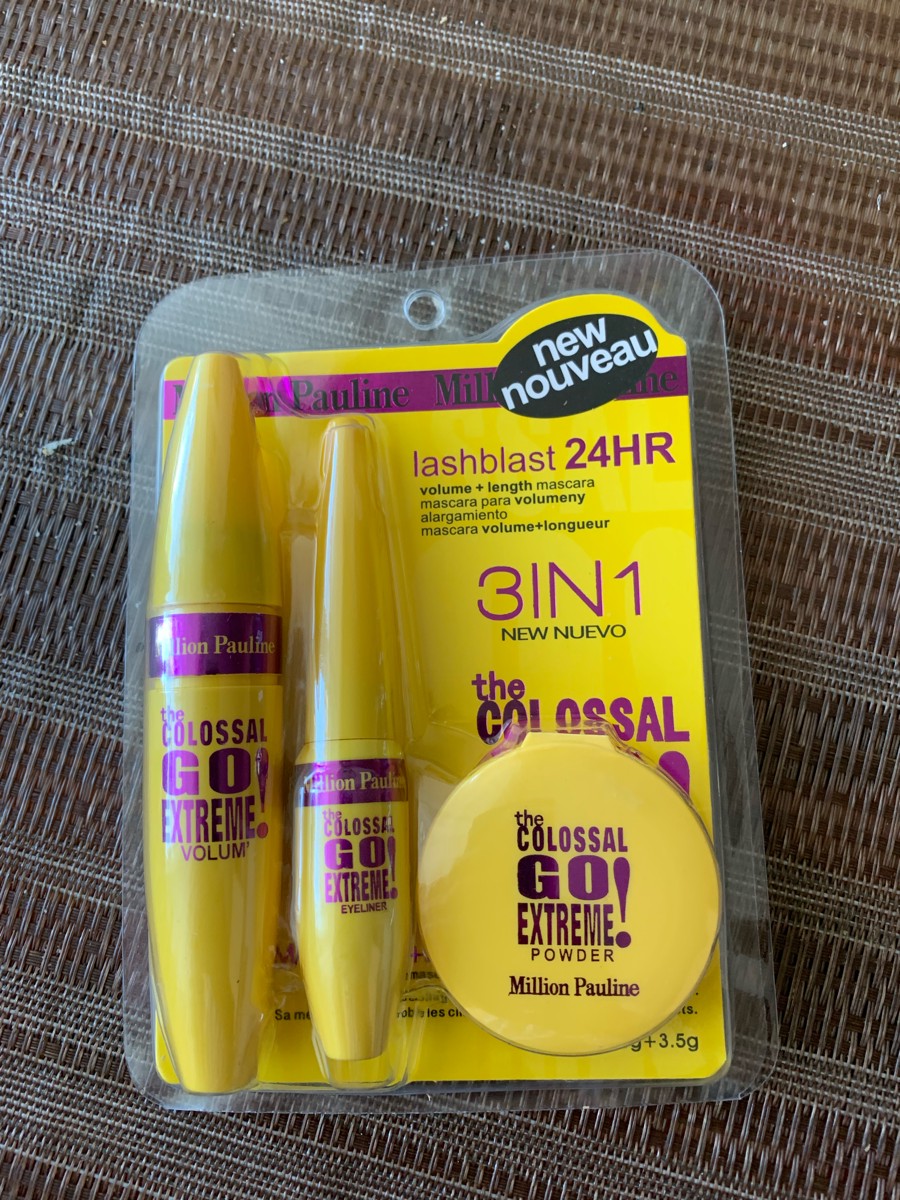 new
nouveau
Million Pauline
lashblast 24HR
volume + length mascara
mascara para volumeny
alargamiento
mascara volume+longueur
3IN1
NEW NUEVO
the
COLOSSAL
Million Pauline
the
COLOSSAL
GO
EXTREME!
VOLUM'
Million Pauline
the
COLOSSAL
GO
EXTREME!
EYELINER
the
COLOSSAL
GO
EXTREME!
POWDER
Million Pauline
+3.5g